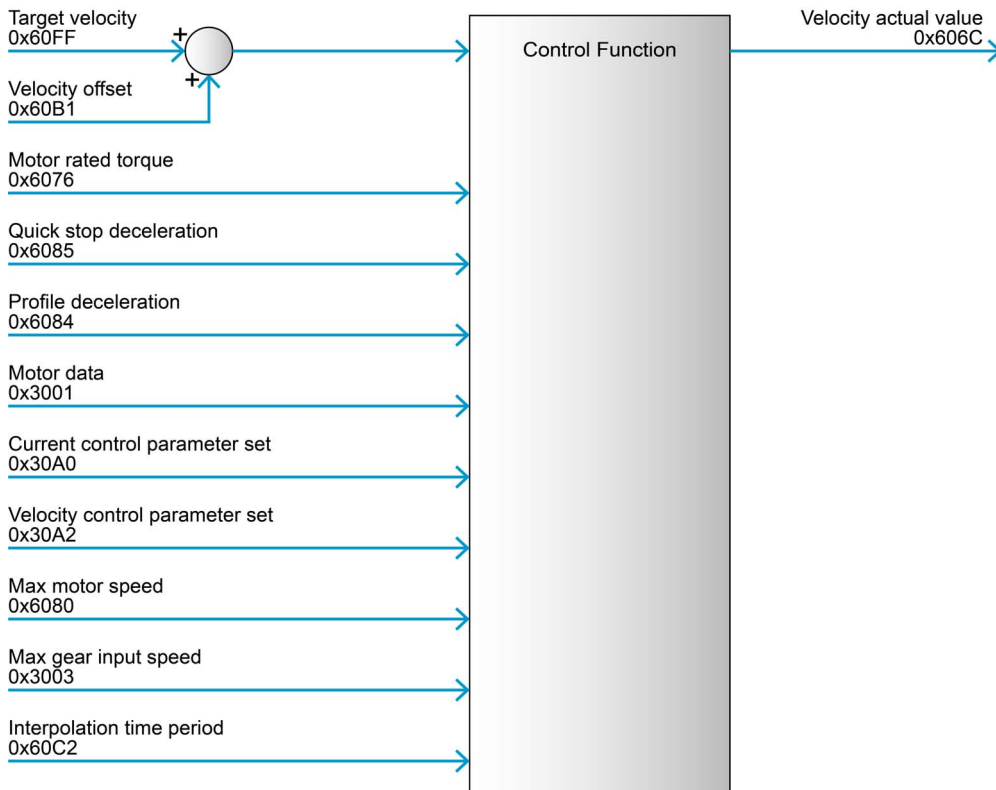 Target velocity
0x60FF
+
+
Velocity offset
0x60B1
Motor rated torque
0x6076
Quick stop deceleration
0x6085
Profile deceleration
0x6084
Motor data
0x3001
Current control parameter set
0x30A0
Velocity control parameter set
0x30A2
Max motor speed
0x6080
Max gear input speed
0x3003
Interpolation time period
0x60C2
Control Function
Velocity actual value
0x606C